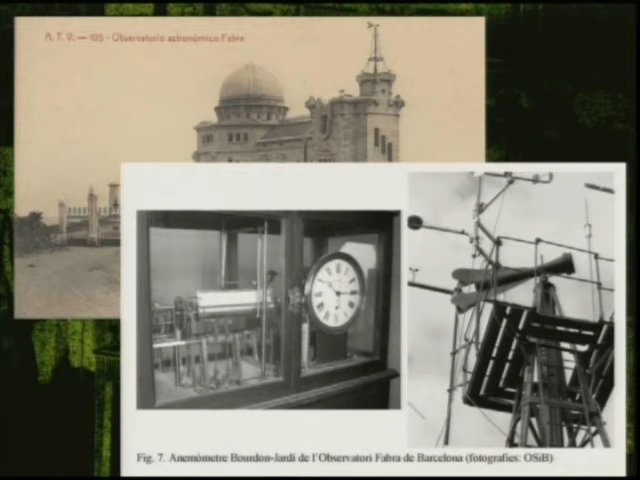 A. T. V. — 105 - Observatorio astronómico Fabra
Fig. 7. Anemòmetre Bourdon-Jardí de l'Observatori Fabra de Barcelona (fotografies: OSiB)